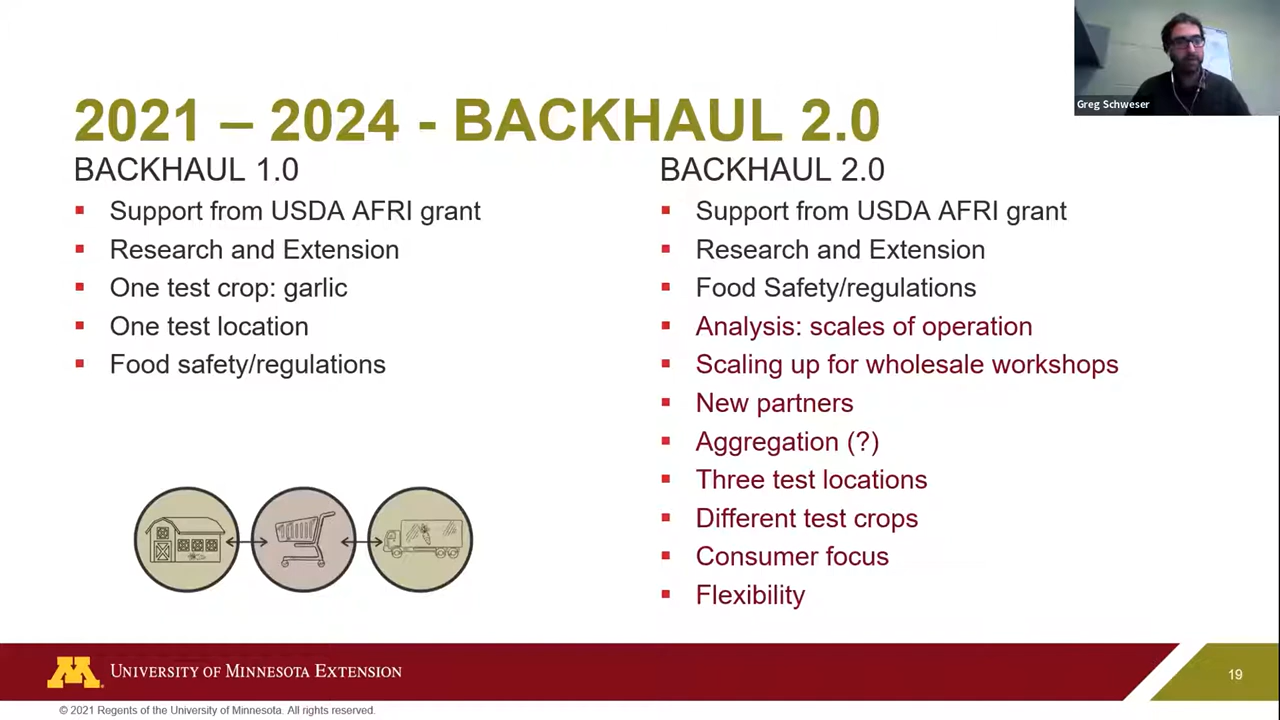 Greg Schweser
2021 – 2024 - BACKHAUL 2.0
BACKHAUL 1.0
Support from USDA AFRI grant
Research and Extension
One test crop: garlic
One test location
Food safety/regulations
BACKHAUL 2.0
Support from USDA AFRI grant
Research and Extension
Food Safety/regulations
Analysis: scales of operation
Scaling up for wholesale workshops
New partners
Aggregation (?)
Three test locations
Different test crops
Consumer focus
Flexibility
M
UNIVERSITY OF MINNESOTA EXTENSION
19
© 2021 Regents of the University of Minnesota. All rights reserved.